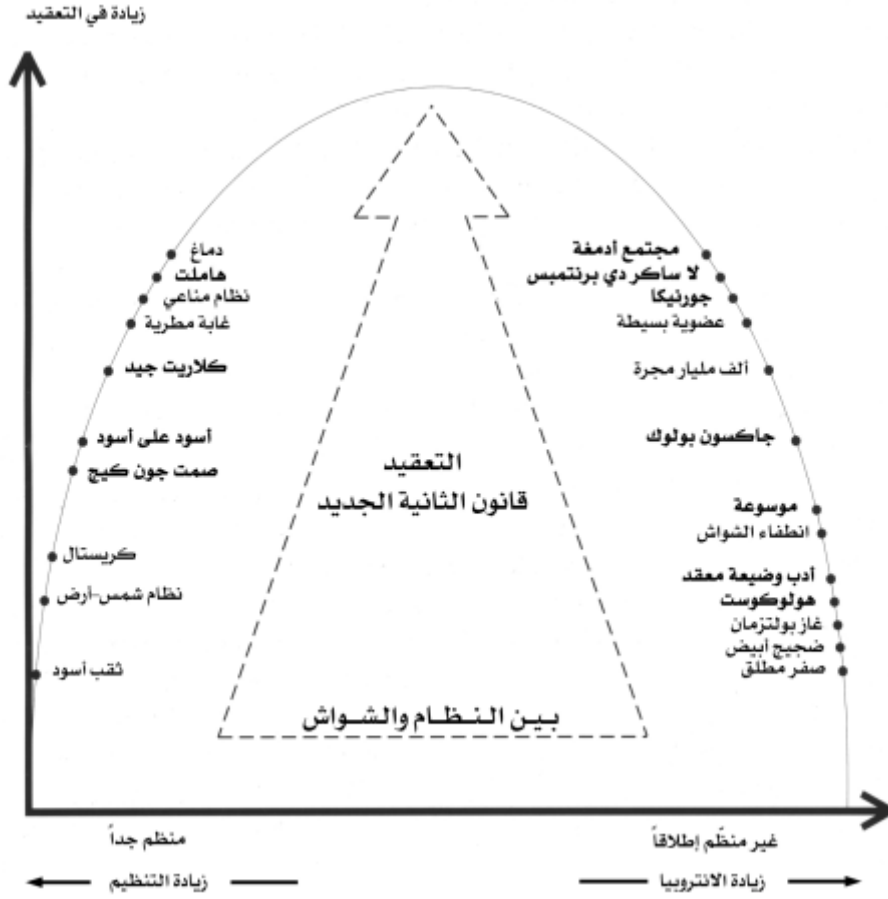 زيادة في التعقيد
مجتمع أدمغة
لا ساكر دي برنتمبس
جورنيكا
عضوية بسيطة
ألف مليار مجرة
جاكسون بولوك
موسوعة
انطفاء الشواش
أدب وضيعة معقد
هولوكوست
غاز بولتزمان
ضجيج أبيض
صفر مطلق
دماغ
هاملت
نظام مناعي
غابة مطرية
كلاريت جيد
أسود على أسود
صمت جون كيج
كريستال
نظام شمس-أرض
ثقب أسود
التعقيد
قانون الثانية الجديد
بين النظام والشواش
غير منظّم إطلاقاً
منظم جداً
زيادة الانتروبيا
زيادة التنظيم